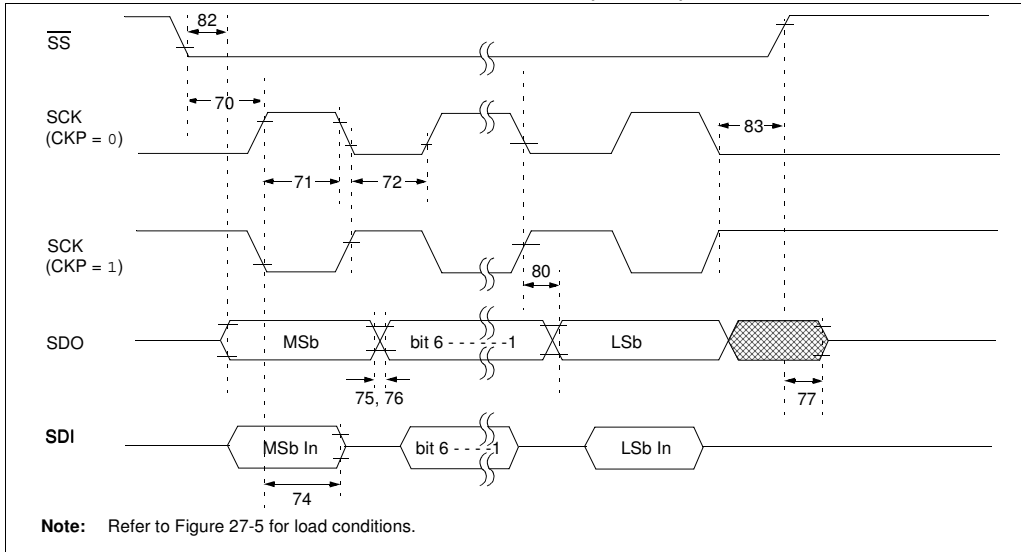 82
SS
70
SCK
(CKP = 0)
83
71
72
SCK
(CKP = 1)
80
SDO
MSb
bit 6 - - - - - -1
LSb
75, 76
77
SDI
MSb In
bit 6 - - - -1
LSb In
74
Note: Refer to Figure 27-5 for load conditions.